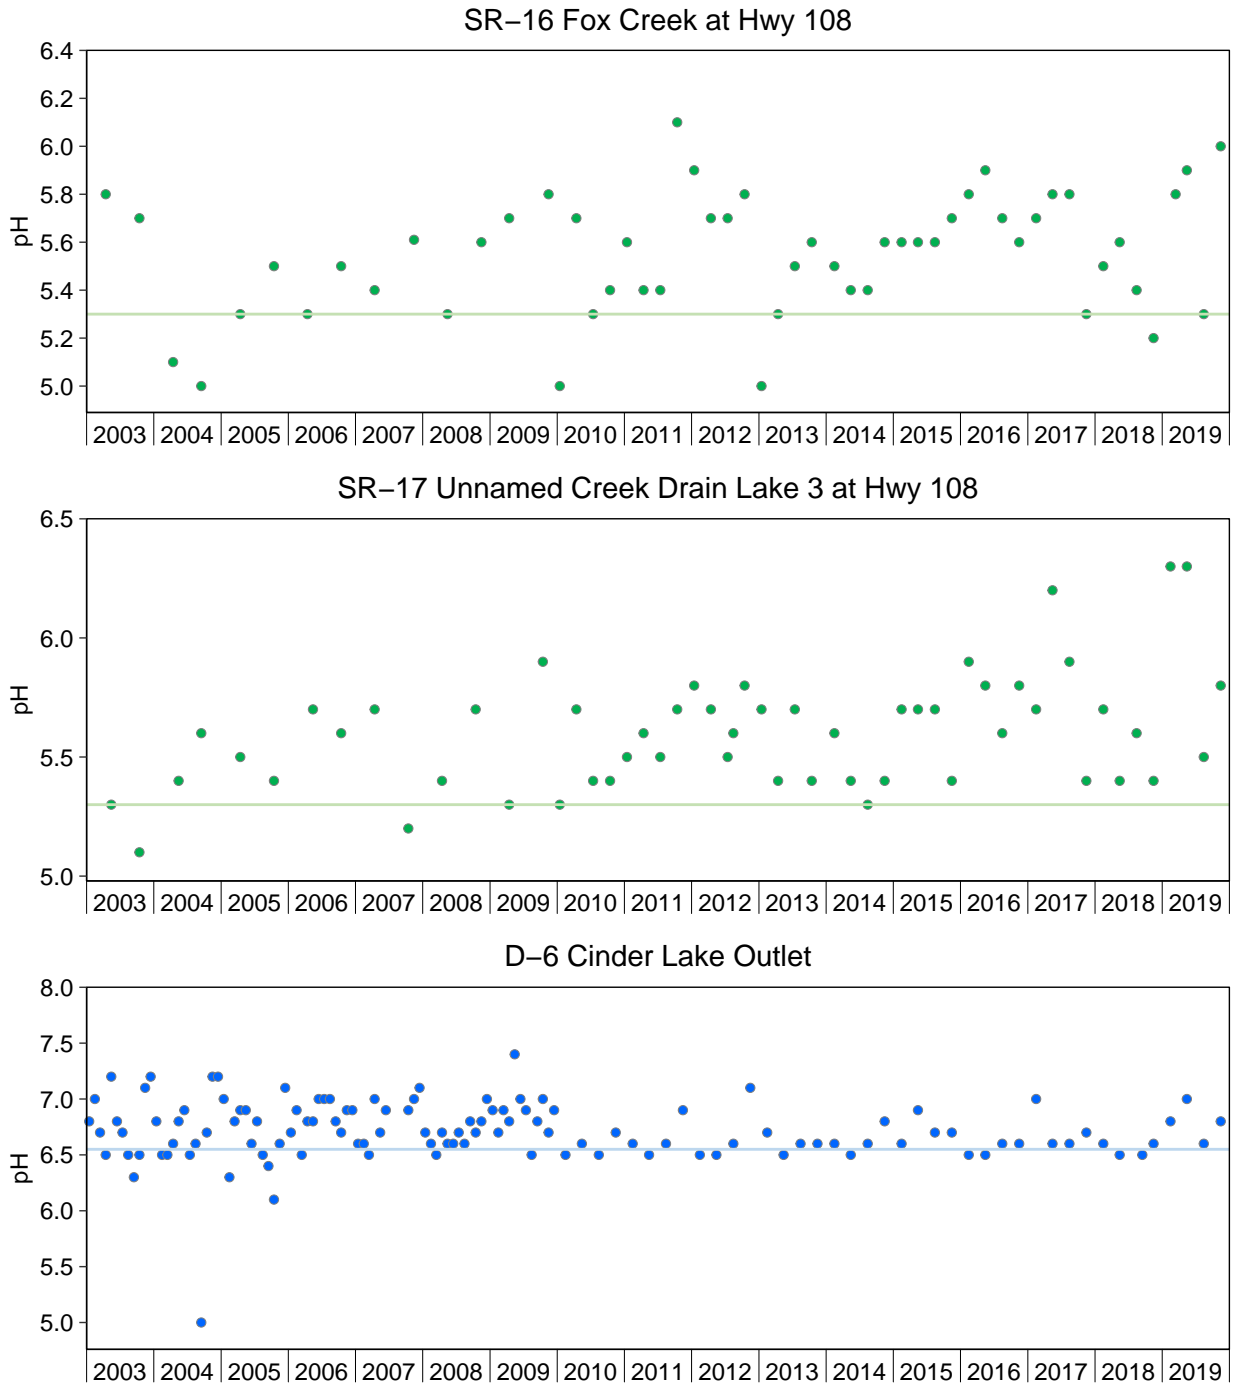 SR−16 Fox Creek at Hwy 108
6.4
6.2
6.0
5.8
5.6
5.4
5.2
5.0
pH
2003 2004 2005 2006 2007 2008 2009 2010 2011 2012 2013 2014 2015 2016 2017 2018 2019
SR−17 Unnamed Creek Drain Lake 3 at Hwy 108
6.5
6.0
5.5
5.0
pH
2003 2004 2005 2006 2007 2008 2009 2010 2011 2012 2013 2014 2015 2016 2017 2018 2019
D−6 Cinder Lake Outlet
8.0
7.5
7.0
6.5
6.0
5.5
5.0
pH
2003 2004 2005 2006 2007 2008 2009 2010 2011 2012 2013 2014 2015 2016 2017 2018 2019